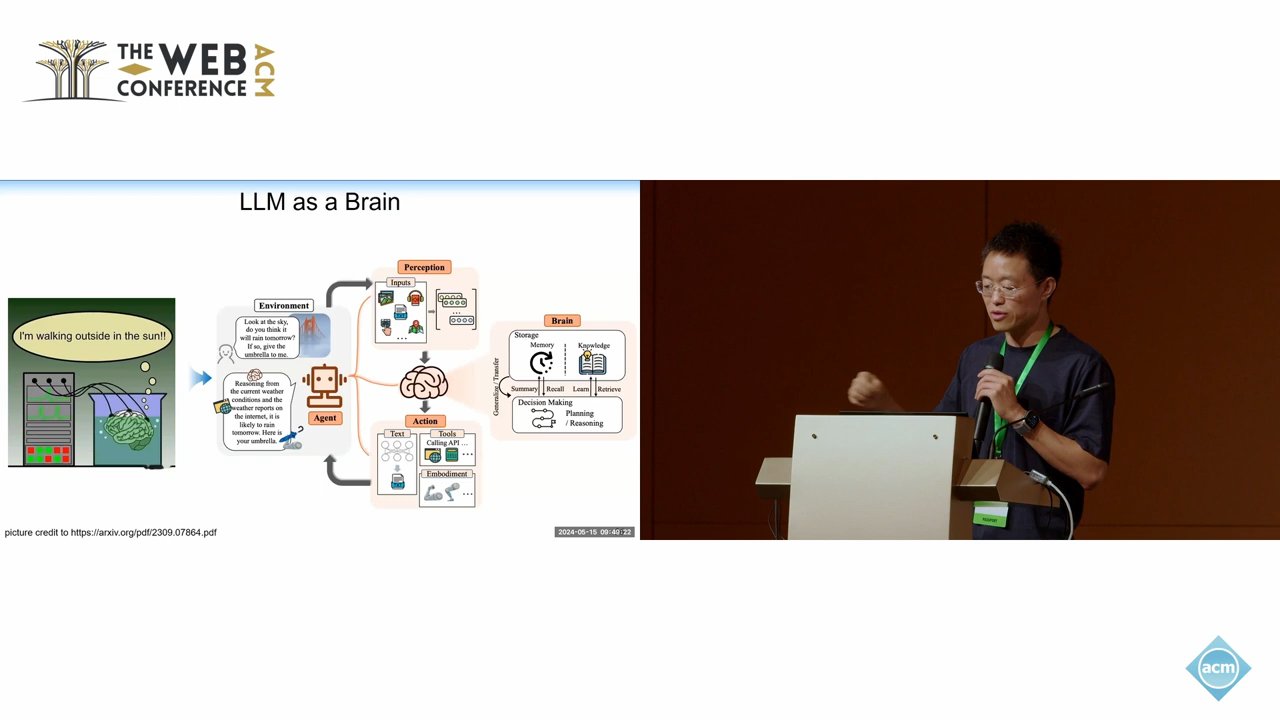 THE WEB
CONFERENCE
ACM
LLM as a Brain
I'm walking outside in the sun!!
Environment
Look at the sky,
do you think it
will rain tomorrow?
If so, give the
umbrella to me.
Reasoning from
the current weather
conditions and the
weather reports on
the internet, it is
likely to rain
tomorrow. Here is
your umbrella.
Agent
Perception
Inputs
...
...
Action
Text
Tools
Calling API ...
...
Embodiment
...
Brain
Storage
Memory
Knowledge
Generalize / Transfer
Summary
Recall
Learn
Retrieve
Decision Making
Planning
/ Reasoning
picture credit to https://arxiv.org/pdf/2309.07864.pdf
2024-05-15 09:40:22
acm